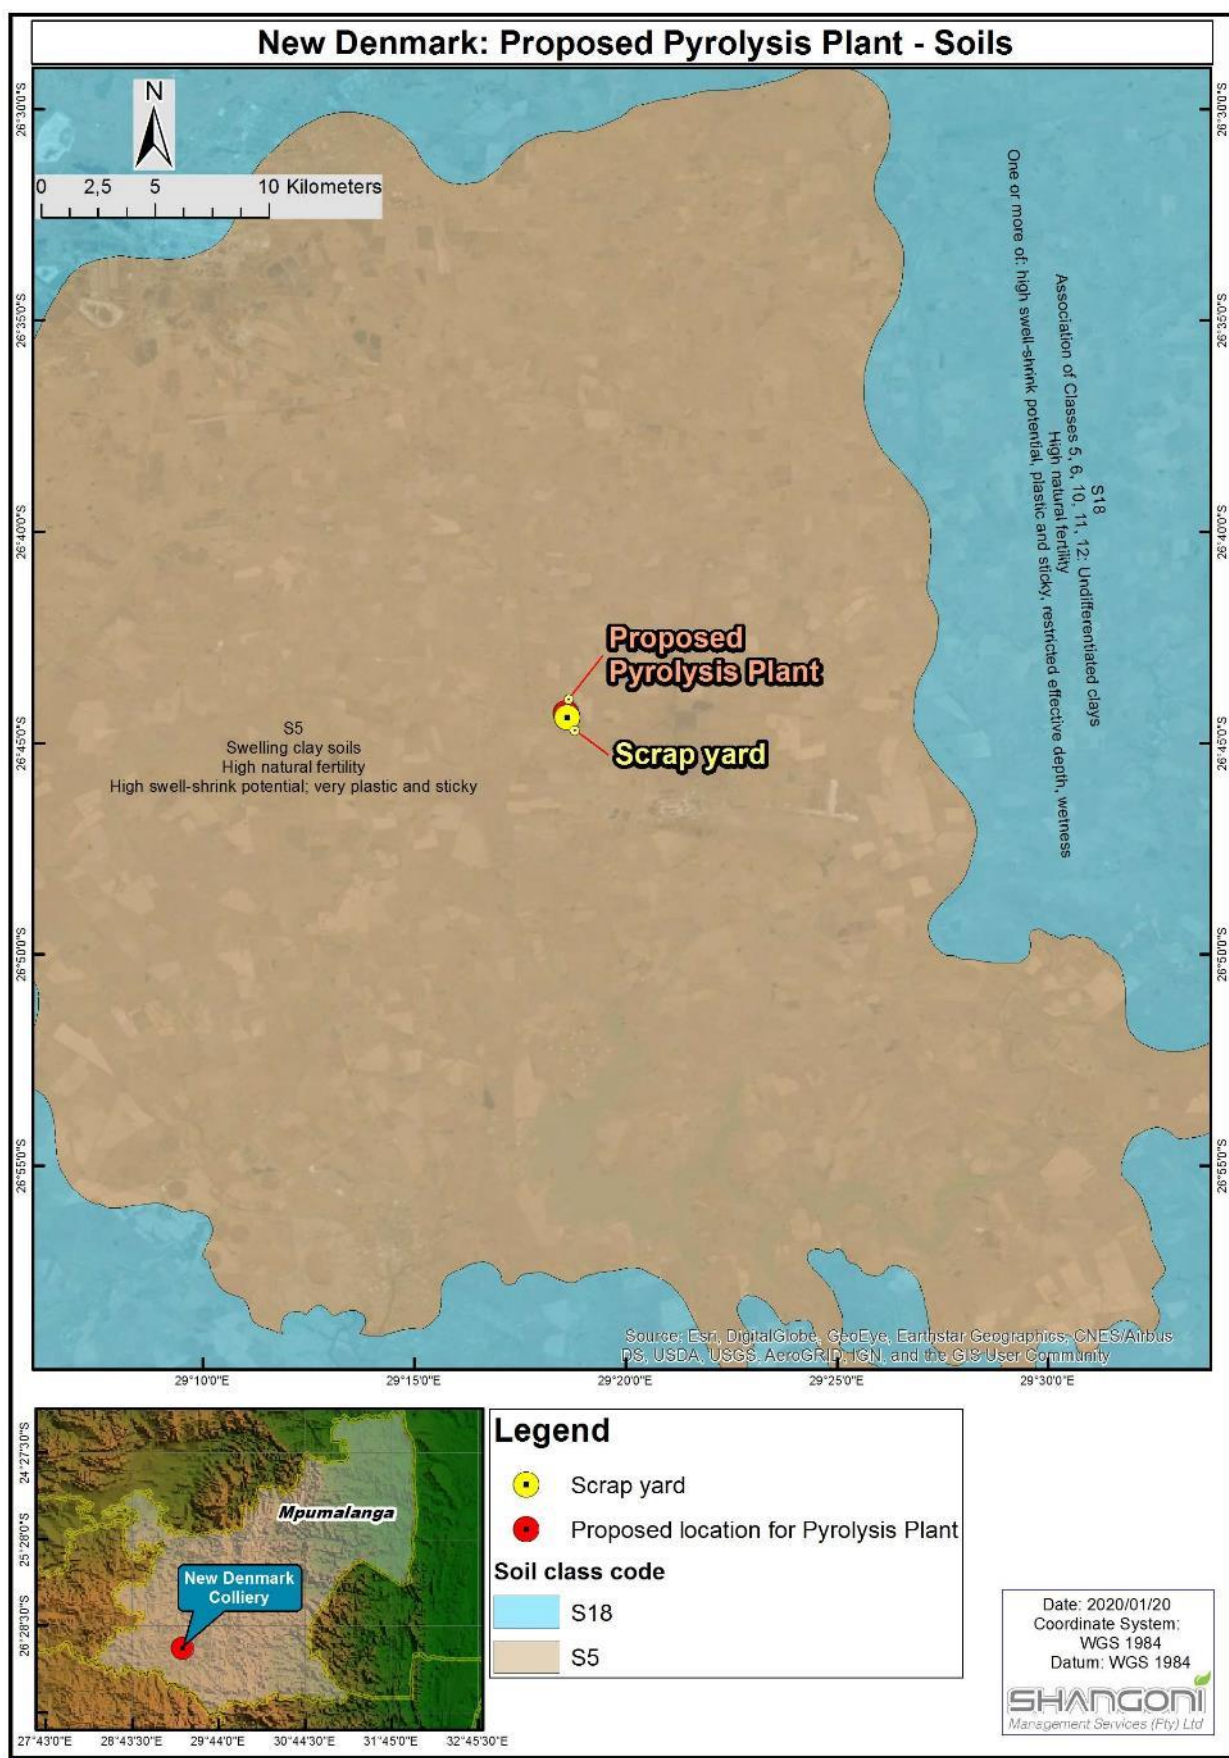 New Denmark: Proposed Pyrolysis Plant - Soils
N
0 2,5 5 10 Kilometers
26°30'0"S
26°35'0"S
26°40'0"S
26°45'0"S
26°50'0"S
26°55'0"S
26°30'0"S
26°35'0"S
26°40'0"S
26°45'0"S
26°50'0"S
26°55'0"S
S18
Association of Classes 5, 6, 10, 11, 12: Undifferentiated clays
High natural fertility
One or more of: high swell-shrink potential, plastic and sticky, restricted effective depth, wetness
Proposed
Pyrolysis Plant
Scrap yard
S5
Swelling clay soils
High natural fertility
High swell-shrink potential; very plastic and sticky
Source: Esri, DigitalGlobe, GeoEye, Earthstar Geographics, CNES/Airbus
DS, USDA, USGS, AeroGRID, IGN, and the GIS User Community
29°10'0"E 29°15'0"E 29°20'0"E 29°25'0"E 29°30'0"E
24°27'30"S
25°28'0"S
26°28'30"S
Mpumalanga
New Denmark
Colliery
27°43'0"E 28°43'30"E 29°44'0"E 30°44'30"E 31°45'0"E 32°45'30"E
Legend
Scrap yard
Proposed location for Pyrolysis Plant
Soil class code
S18
S5
Date: 2020/01/20
Coordinate System:
WGS 1984
Datum: WGS 1984
SHANGONI
Management Services (Pty) Ltd